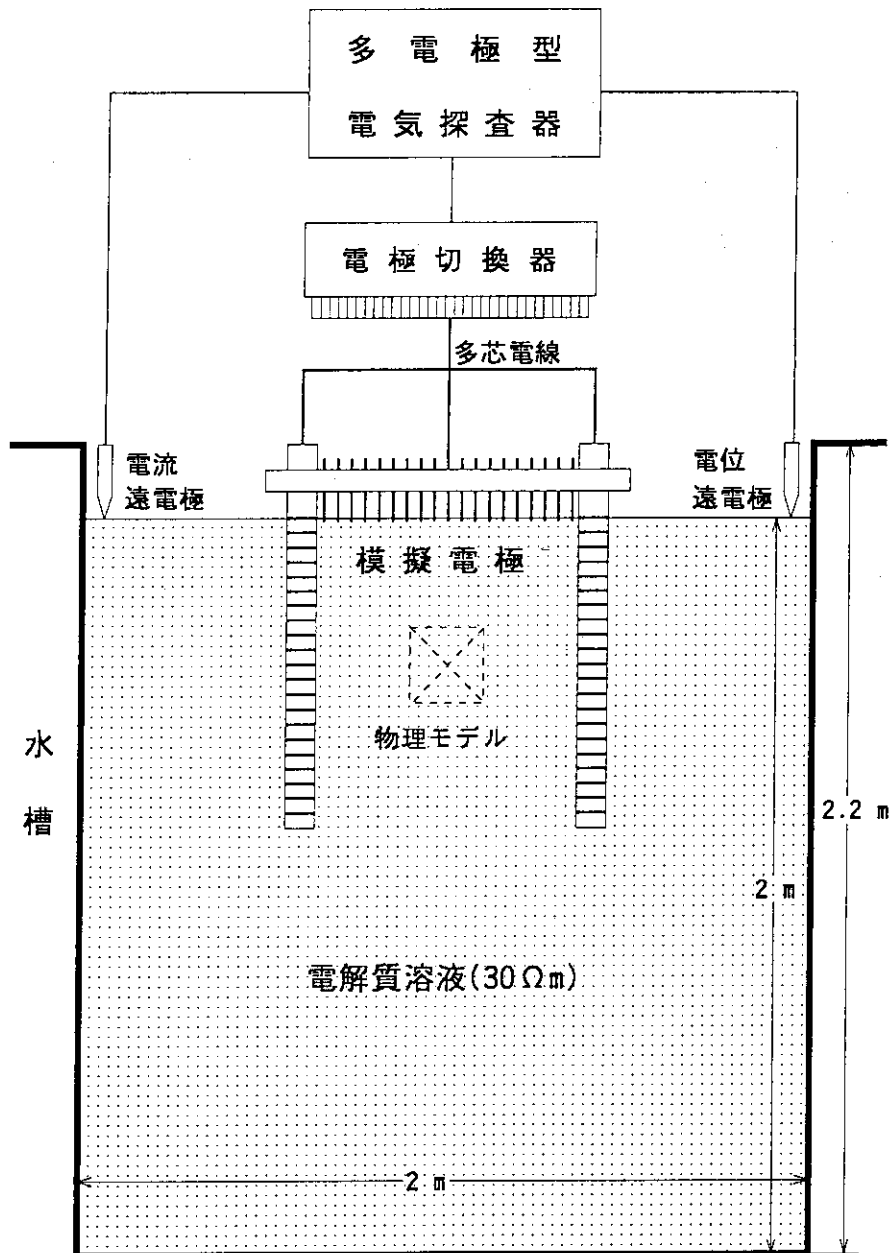 多電極型
電気探査器
電極切換器
多芯電線
電流
遠電極
電位
遠電極
模擬電極
物理モデル
水
槽
2.2 m
2 m
電解質溶液(30Ωm)
2 m